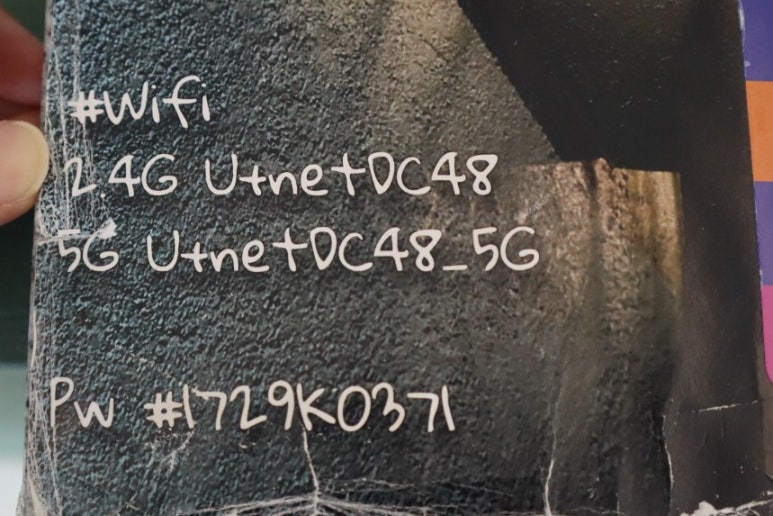 #Wifi
2.4G U+netDC48
5G U+netDC48_5G
Pw #1729K0371